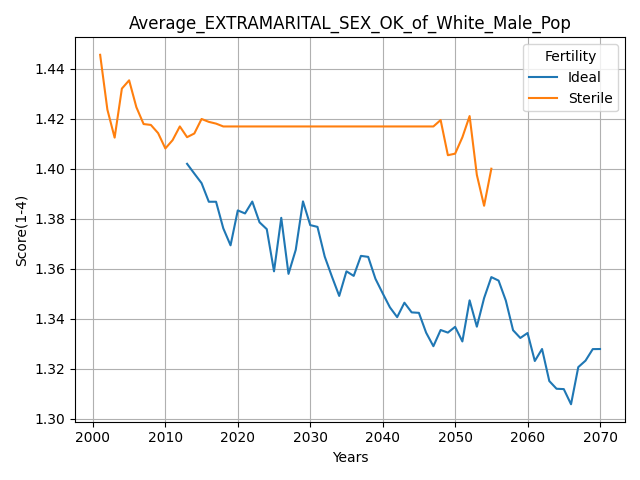 Average_EXTRAMARITAL_SEX_OK_of_White_Male_Pop
Fertility
Ideal
Sterile
Score(1-4)
1.44
1.42
1.40
1.38
1.36
1.34
1.32
1.30
2000 2010 2020 2030 2040 2050 2060 2070
Years